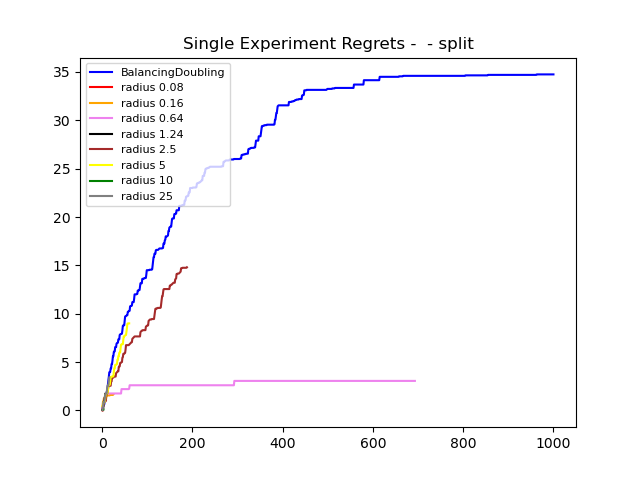 Single Experiment Regrets -  - split
BalancingDoubling
radius 0.08
radius 0.16
radius 0.64
radius 1.24
radius 2.5
radius 5
radius 10
radius 25
35
30
25
20
15
10
5
0
0 200 400 600 800 1000